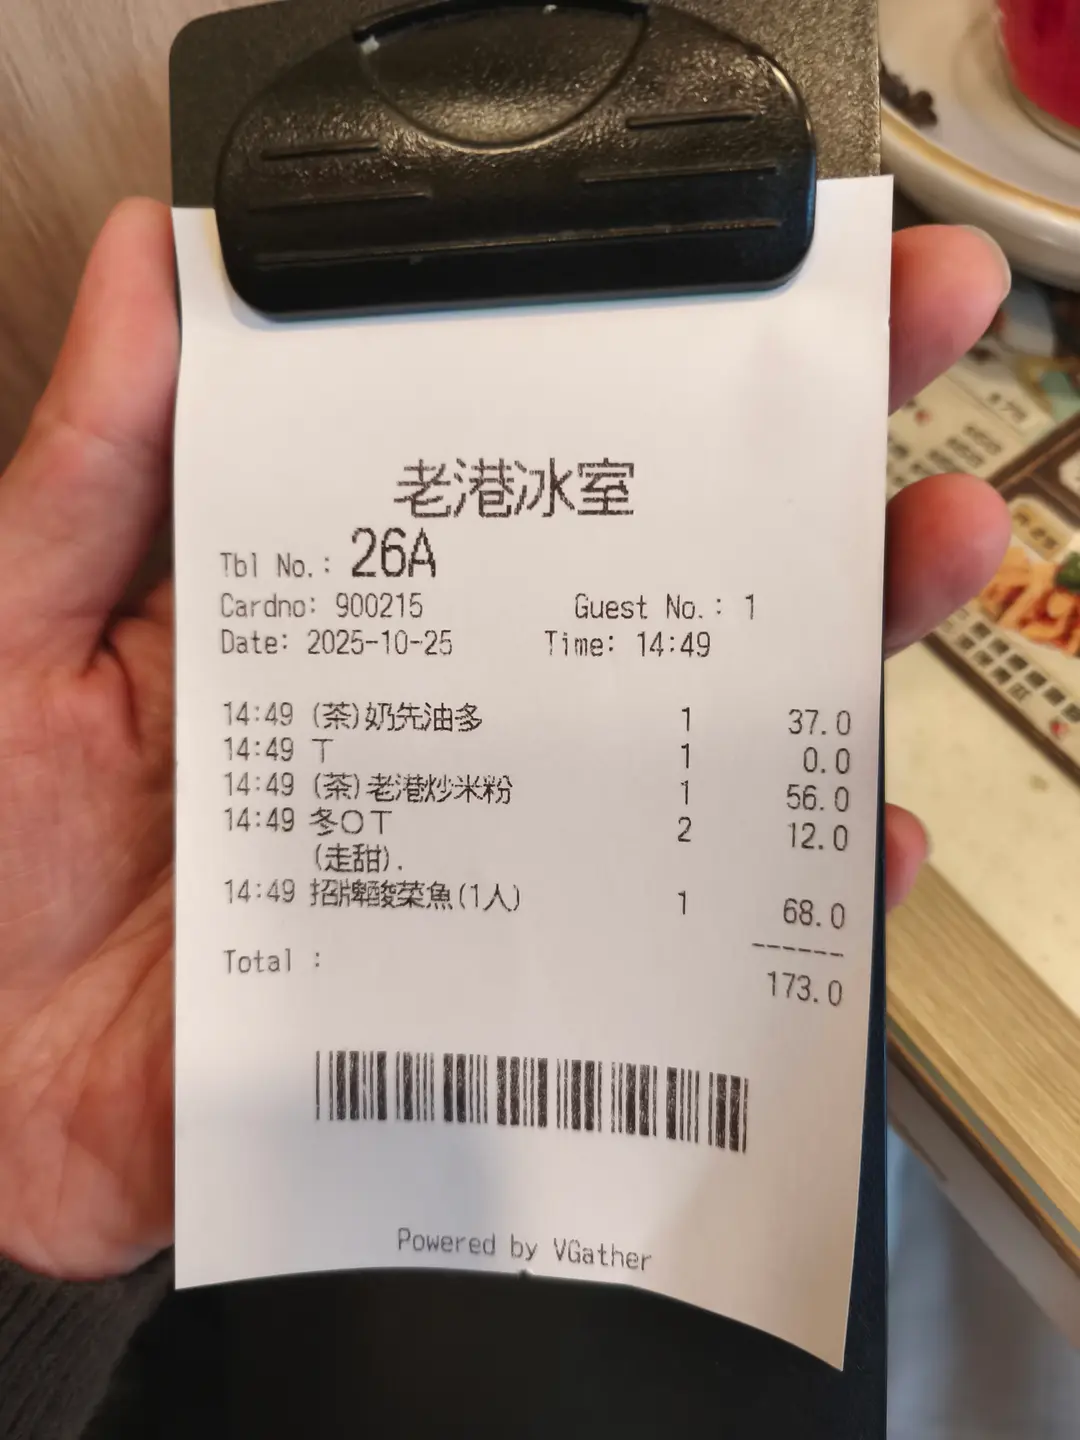 老港冰室
Tbl No.: 26A
Cardno: 900215 Guest No.: 1
Date: 2025-10-25 Time: 14:49
14:49 (茶)奶先油多 1 37.0
14:49 T 1 0.0
14:49 (茶)老港炒米粉 1 56.0
14:49 冬OT 2 12.0
(走甜).
14:49 招牌酸菜魚(1人) 1 68.0
------
Total : 173.0
Powered by VGather